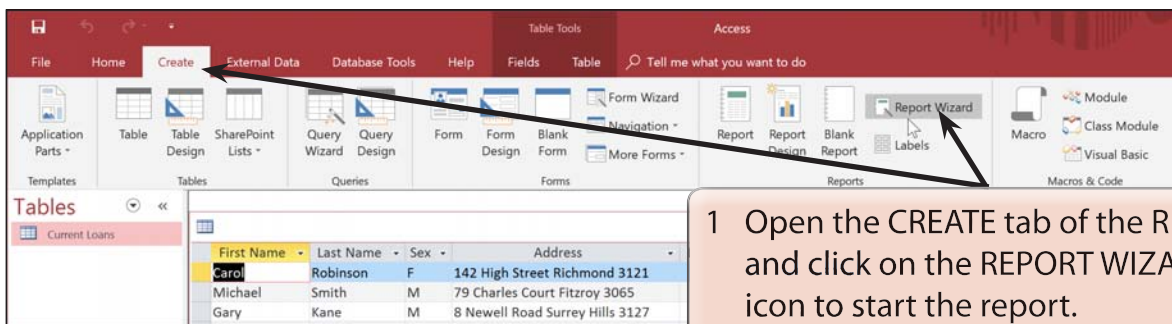 Table Tools Access
File Home Create External Data Database Tools Help Fields Table Tell me what you want to do
Application Parts
Table
Table Design
SharePoint Lists
Query Wizard
Query Design
Form
Form Design
Blank Form
Form Wizard
Navigation
More Forms
Report
Report Design
Blank Report
Report Wizard
Labels
Macro
Module
Class Module
Visual Basic
Templates Tables Queries Forms Reports Macros & Code
Tables «
Current Loans
First Name Last Name Sex Address
Carol Robinson F 142 High Street Richmond 3121
Michael Smith M 79 Charles Court Fitzroy 3065
Gary Kane M 8 Newell Road Surrey Hills 3127
1 Open the CREATE tab of the
and click on the REPORT
icon to start the report.